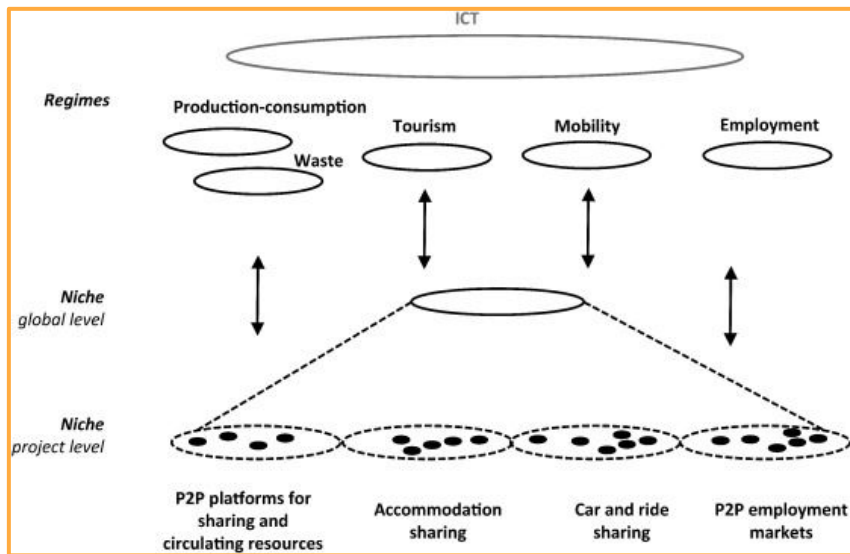 ICT
Regimes
Production-consumption
Waste
Tourism
Mobility
Employment
Niche
global level
Niche
project level
P2P platforms for
sharing and
circulating resources
Accommodation
sharing
Car and ride
sharing
P2P employment
markets